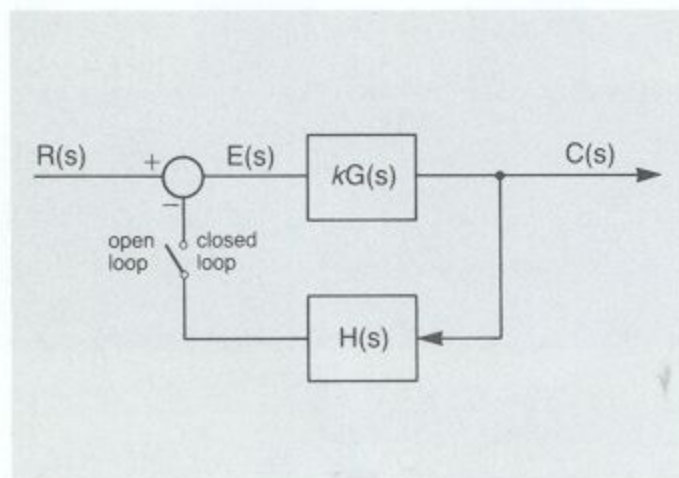 R(s)
+
E(s)
kG(s)
C(s)
−
open closed
loop loop
H(s)